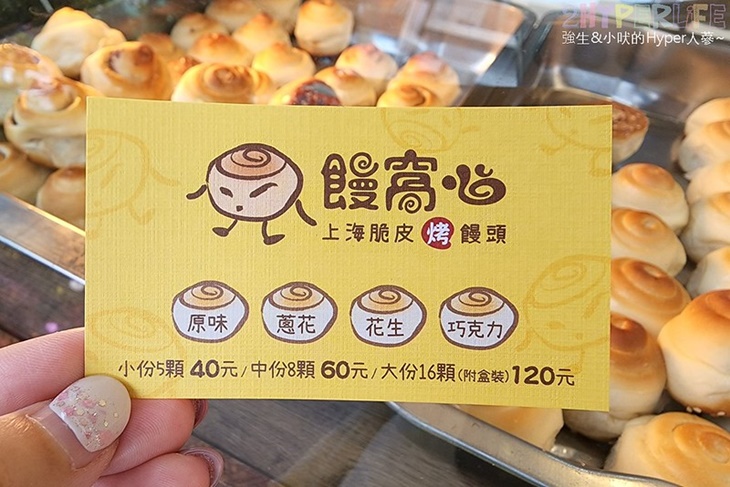 2HYPERLIFE
強生&小吠的Hyper人蔘~
饅窩心
上海脆皮烤饅頭
原味 蔥花 花生 巧克力
小份5顆40元/中份8顆60元/大份16顆(附盒裝)120元